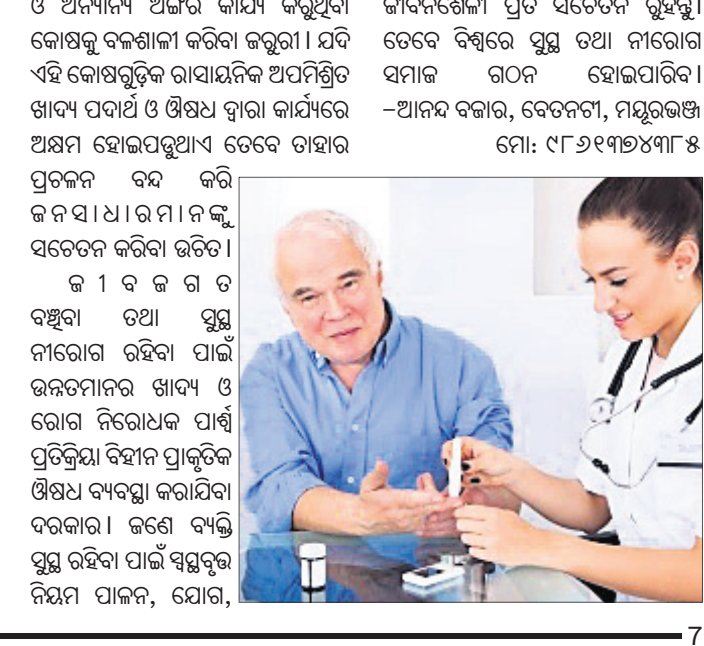 ଓ ଅନ୍ୟାନ୍ୟ ଅଙ୍ଗର କାର୍ଯ୍ୟ କରୁଥିବା
କୋଷକୁ ବଳଶାଳୀ କରିବା ଜରୁରୀ। ଯଦି
ଏହି କୋଷଗୁଡ଼ିକ ରାସାୟନିକ ଅପମିଶ୍ରିତ
ଖାଦ୍ୟ ପଦାର୍ଥ ଓ ଔଷଧ ଦ୍ୱାରା କାର୍ଯ୍ୟରେ
ଅକ୍ଷମ ହୋଇପଡୁଥାଏ ତେବେ ତାହାର
ପ୍ରଚଳନ ବନ୍ଦ କରି
ଜନସାଧାରମାନଙ୍କୁ
ସଚେତନ କରିବା ଉଚିତ।
ଜୀବଜଗତ
ବଞ୍ଚିବା ତଥା ସୁସ୍ଥ
ନୀରୋଗ ରହିବା ପାଇଁ
ଉନ୍ନତମାନର ଖାଦ୍ୟ ଓ
ରୋଗ ନିରୋଧକ ପାର୍ଶ୍ୱ
ପ୍ରତିକ୍ରିୟା ବିହୀନ ପ୍ରାକୃତିକ
ଔଷଧ ବ୍ୟବସ୍ଥା କରାଯିବା
ଦରକାର। ଜଣେ ବ୍ୟକ୍ତି
ସୁସ୍ଥ ରହିବା ପାଇଁ ସ୍ୱସ୍ଥବୃତ୍ତ
ନିୟମ ପାଳନ, ଯୋଗ,
ଜୀବନଶୈଳୀ ପ୍ରତି ସଚେତନ ରୁହନ୍ତୁ।
ତେବେ ବିଶ୍ୱରେ ସୁସ୍ଥ ତଥା ନୀରୋଗ
ସମାଜ ଗଠନ ହୋଇପାରିବ।
-ଆନନ୍ଦ ବଜାର, ବେତନଟୀ, ମୟୂରଭଞ୍ଜ
ମୋ: ୯୮୬୧୩୭୪୩୮୫
7